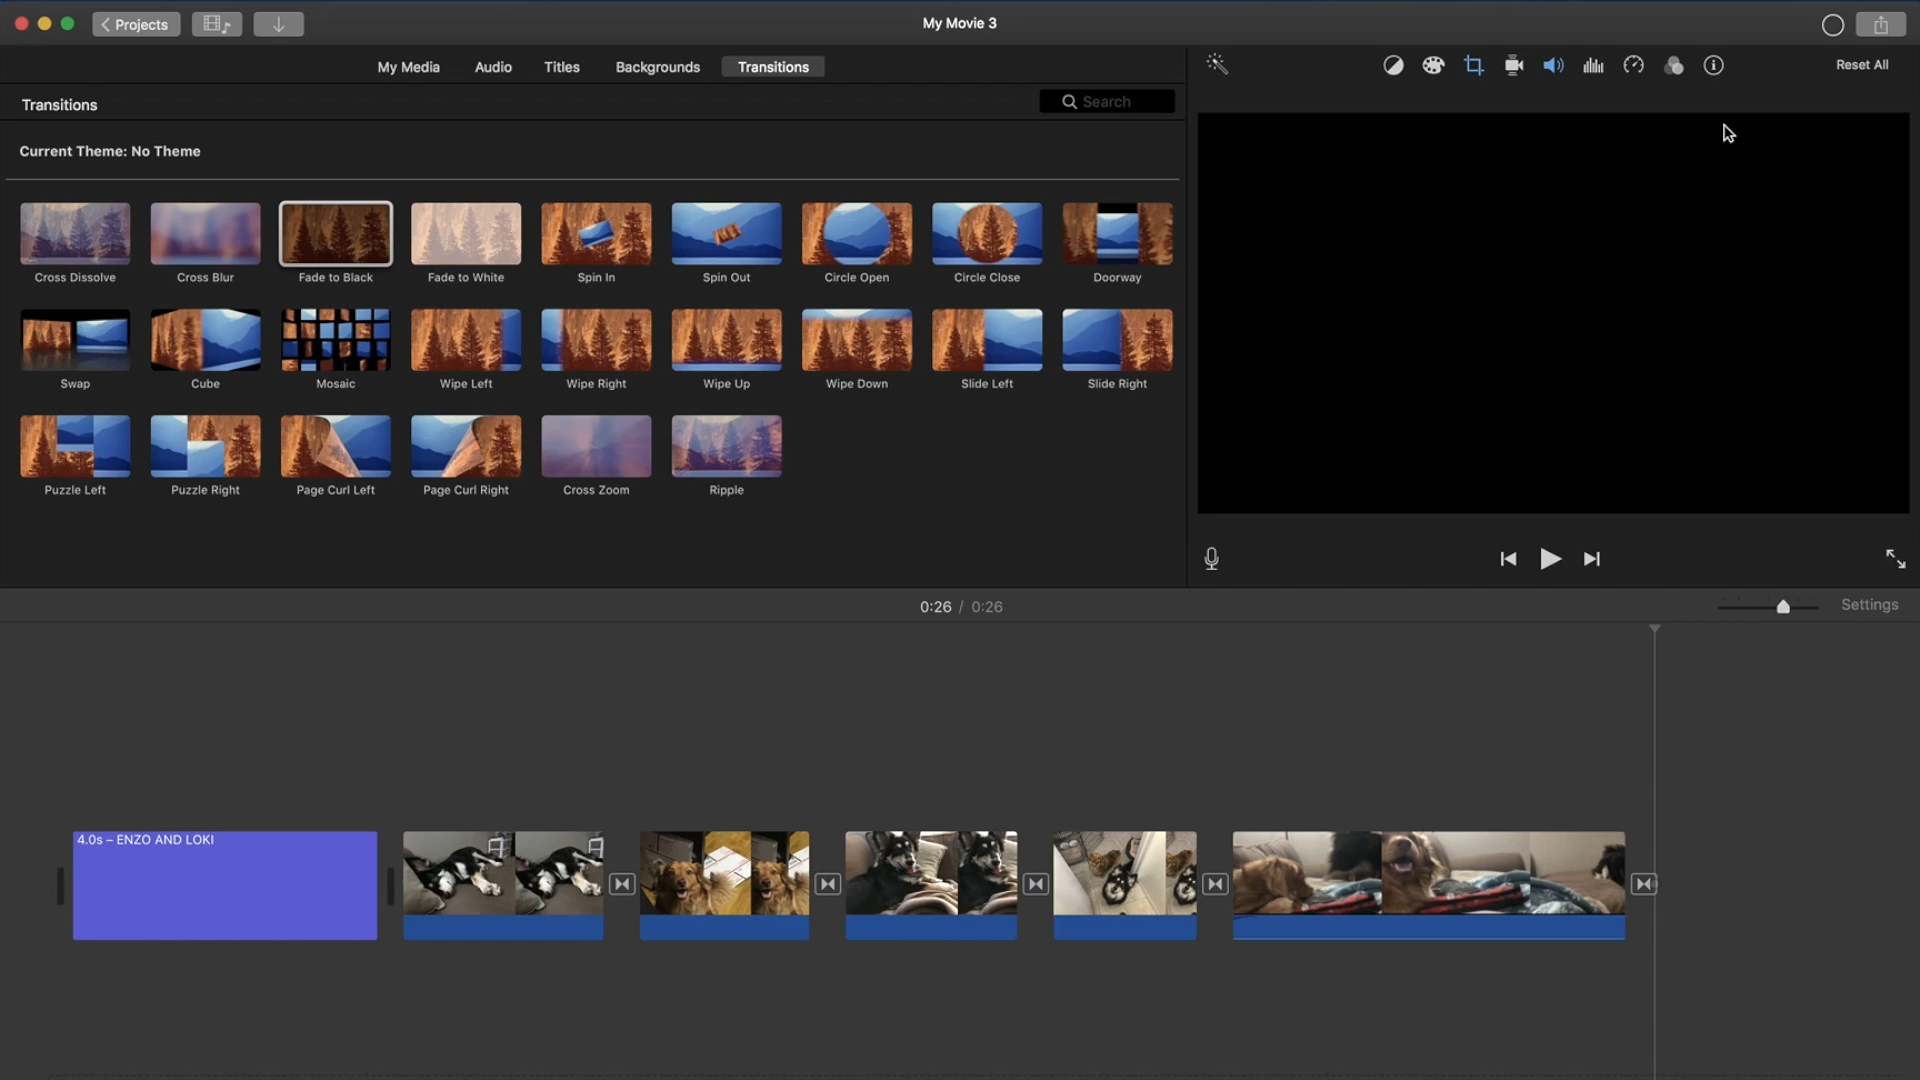 Projects
My Movie 3
My Media Audio Titles Backgrounds Transitions
Reset All
Transitions
Search
Current Theme: No Theme
Cross Dissolve Cross Blur Fade to Black Fade to White Spin In Spin Out Circle Open Circle Close Doorway
Swap Cube Mosaic Wipe Left Wipe Right Wipe Up Wipe Down Slide Left Slide Right
Puzzle Left Puzzle Right Page Curl Left Page Curl Right Cross Zoom Ripple
0:26 / 0:26
Settings
4.0s – ENZO AND LOKI